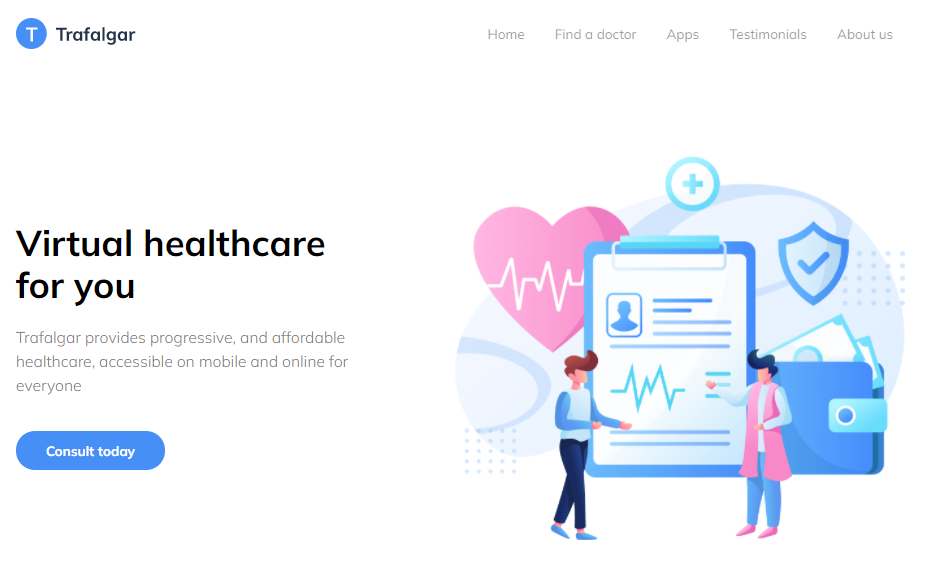 T Trafalgar
Home Find a doctor Apps Testimonials About us
Virtual healthcare
for you
Trafalgar provides progressive, and affordable
healthcare, accessible on mobile and online for
everyone
Consult today